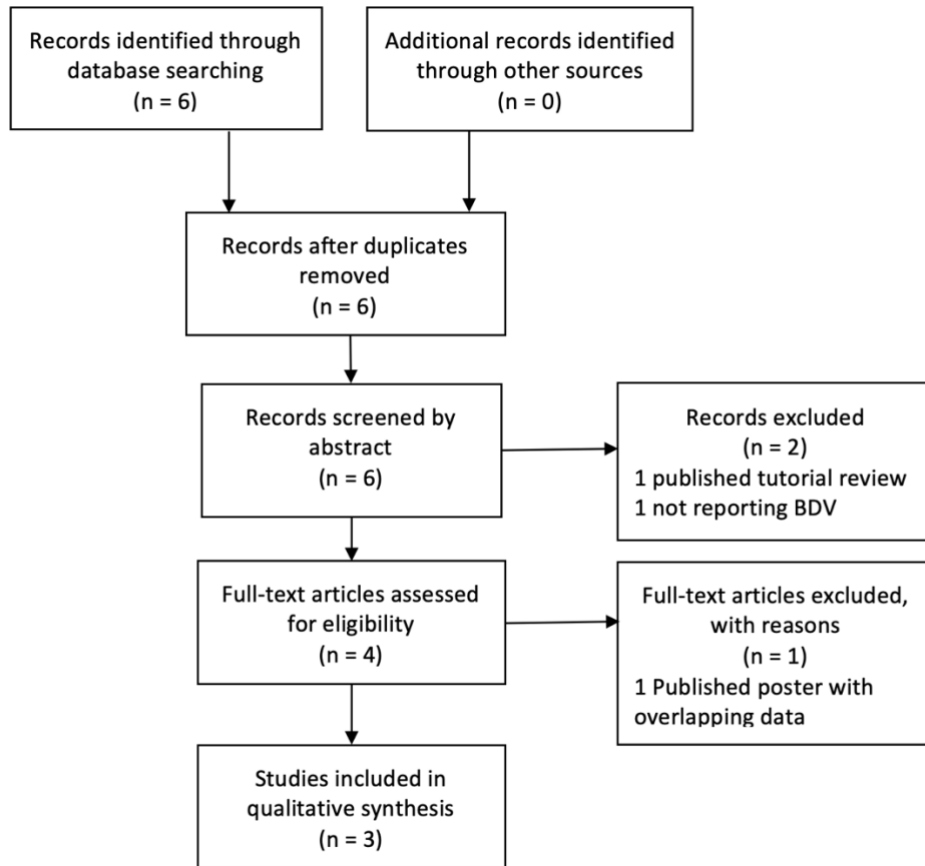 Records identified through
database searching
(n = 6)
Additional records identified
through other sources
(n = 0)
Records after duplicates
removed
(n = 6)
Records screened by
abstract
(n = 6)
Records excluded
(n = 2)
1 published tutorial review
1 not reporting BDV
Full-text articles assessed
for eligibility
(n = 4)
Full-text articles excluded,
with reasons
(n = 1)
1 Published poster with
overlapping data
Studies included in
qualitative synthesis
(n = 3)